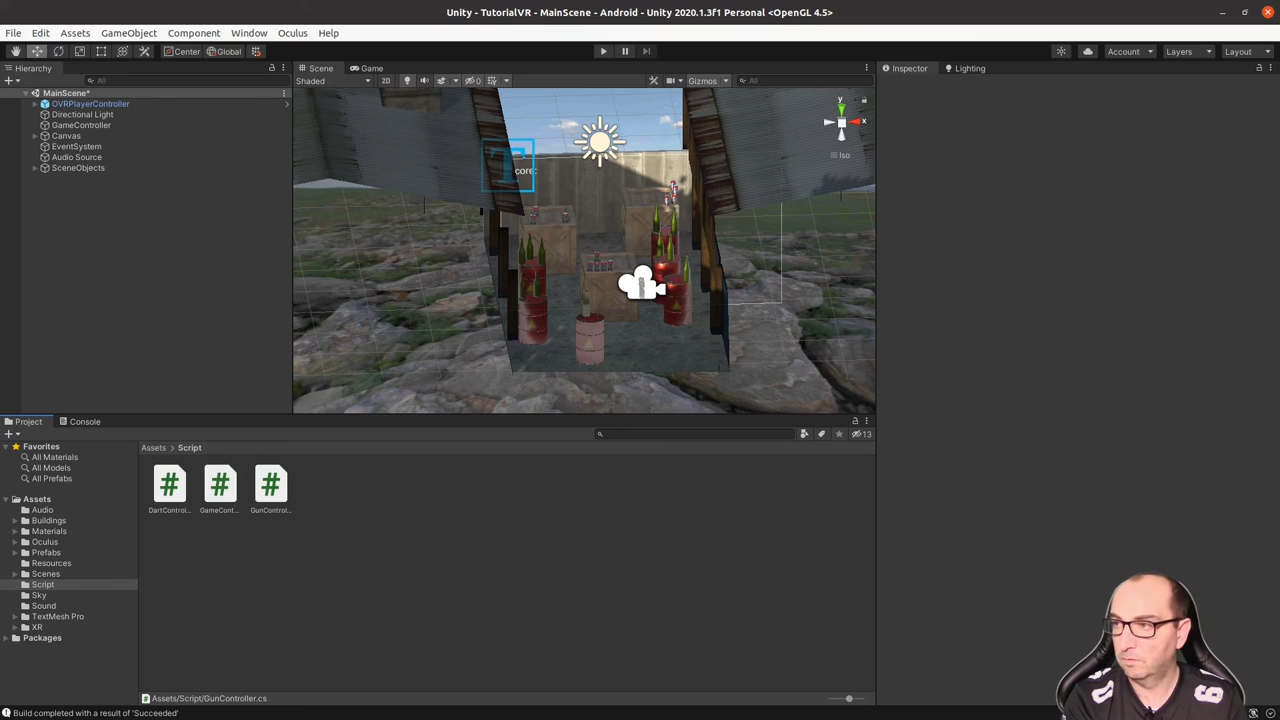 Unity - TutorialVR - MainScene - Android - Unity 2020.1.3f1 Personal <OpenGL 4.5>
File Edit Assets GameObject Component Window Oculus Help
Center Global Account Layers Layout
Hierarchy Scene Game Inspector Lighting
All Shaded 2D 0 Gizmos All
MainScene*
OVRPlayerController
Directional Light
GameController
Canvas
EventSystem
Audio Source
SceneObjects
y
x
Iso
core:
Project Console
13
Favorites
All Materials
All Models
All Prefabs
Assets
Audio
Buildings
Materials
Oculus
Prefabs
Resources
Scenes
Script
Sky
Sound
TextMesh Pro
XR
Packages
Assets > Script
DartControl... GameCont... GunControl...
Assets/Script/GunController.cs
Build completed with a result of 'Succeeded'